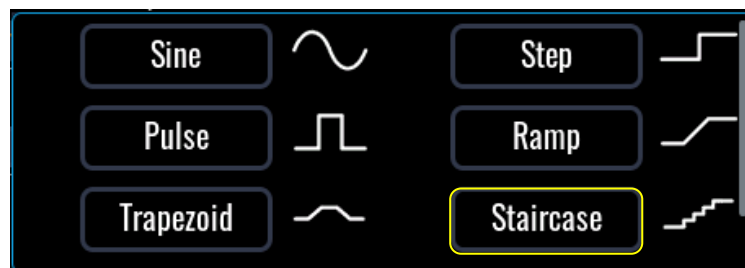 Sine
Step
Pulse
Ramp
Trapezoid
Staircase